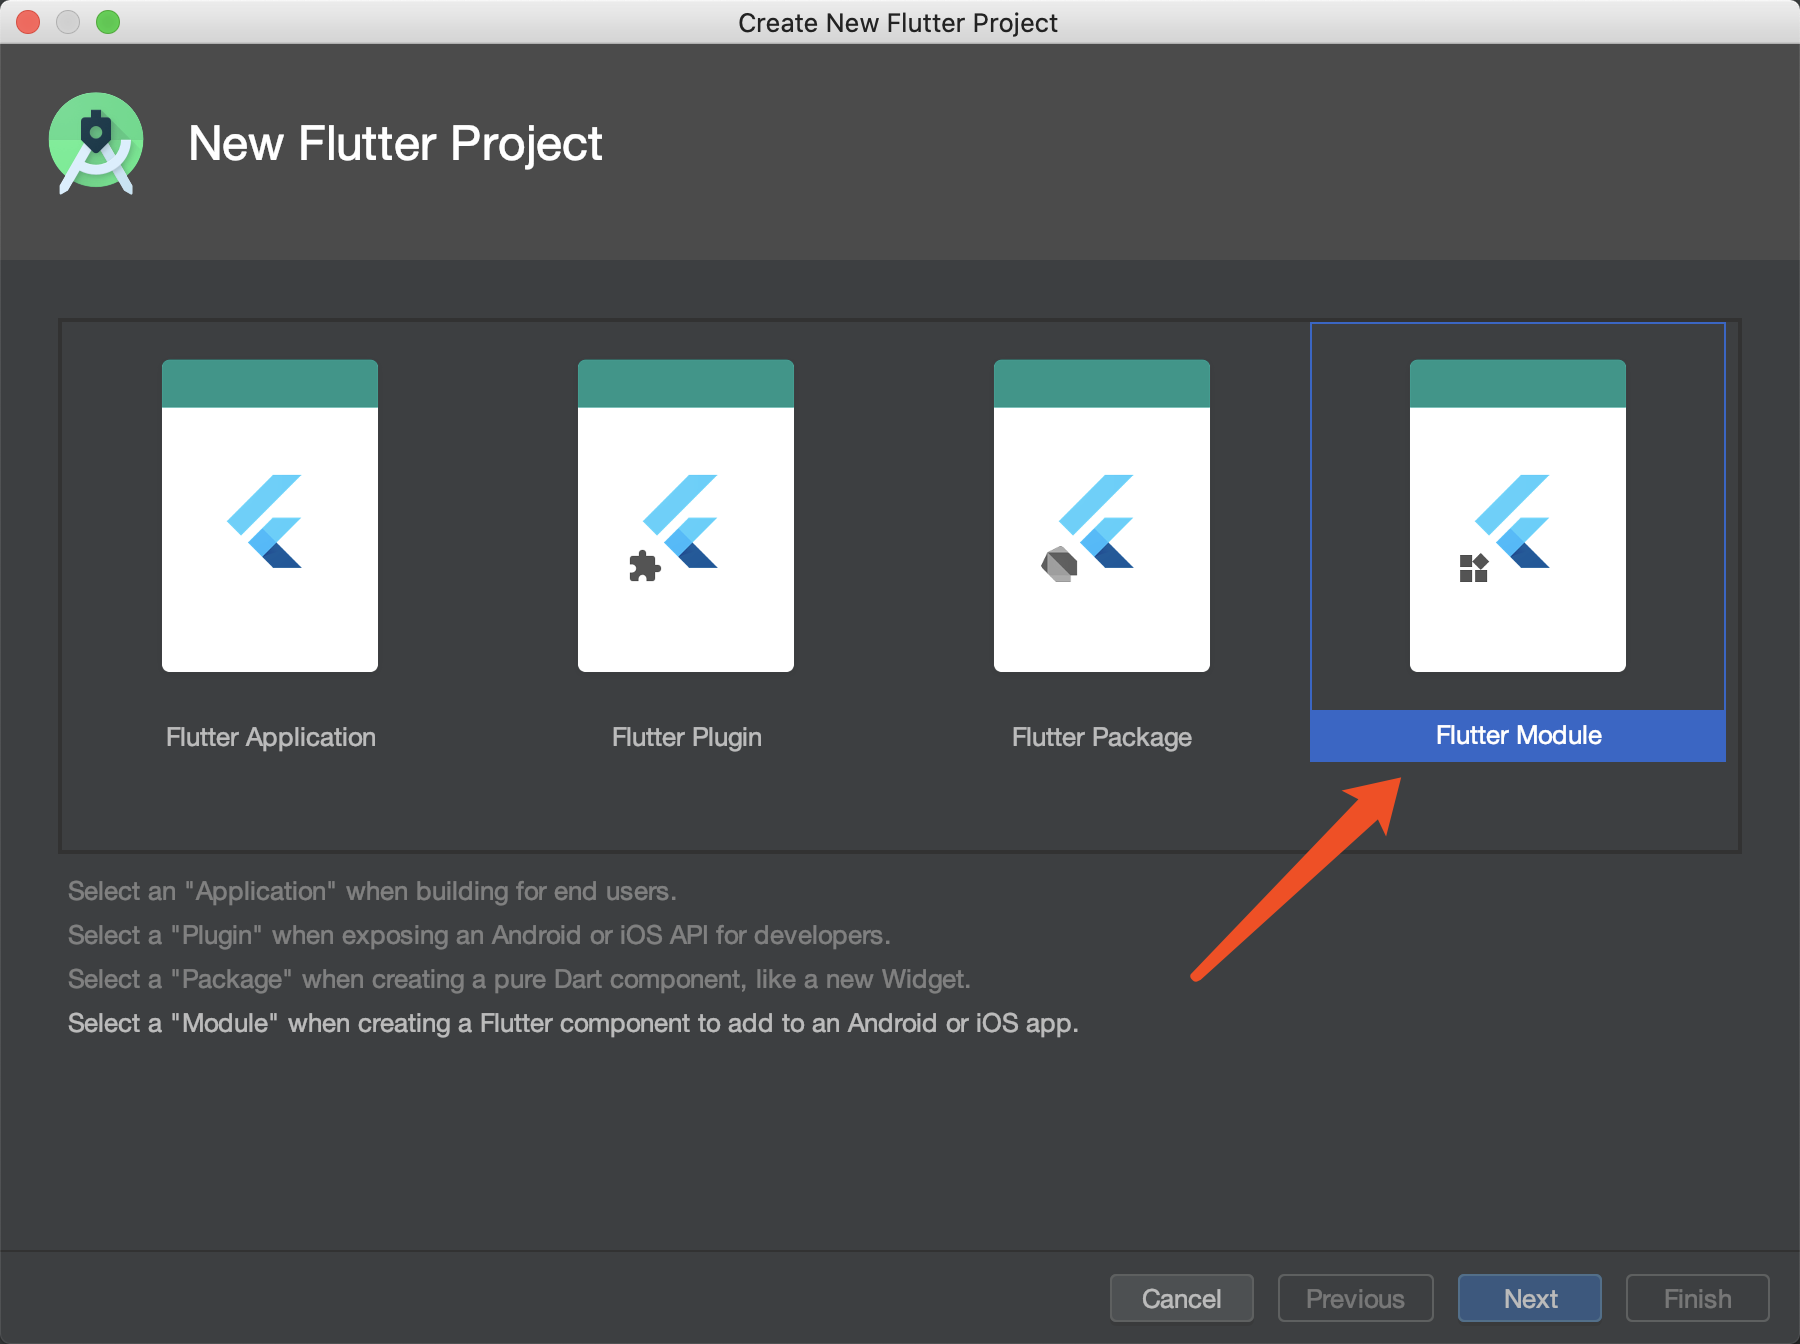 Create New Flutter Project
New Flutter Project
Flutter Application
Flutter Plugin
Flutter Package
Flutter Module
Select an "Application" when building for end users.
Select a "Plugin" when exposing an Android or iOS API for developers.
Select a "Package" when creating a pure Dart component, like a new Widget.
Select a "Module" when creating a Flutter component to add to an Android or iOS app.
Cancel
Previous
Next
Finish